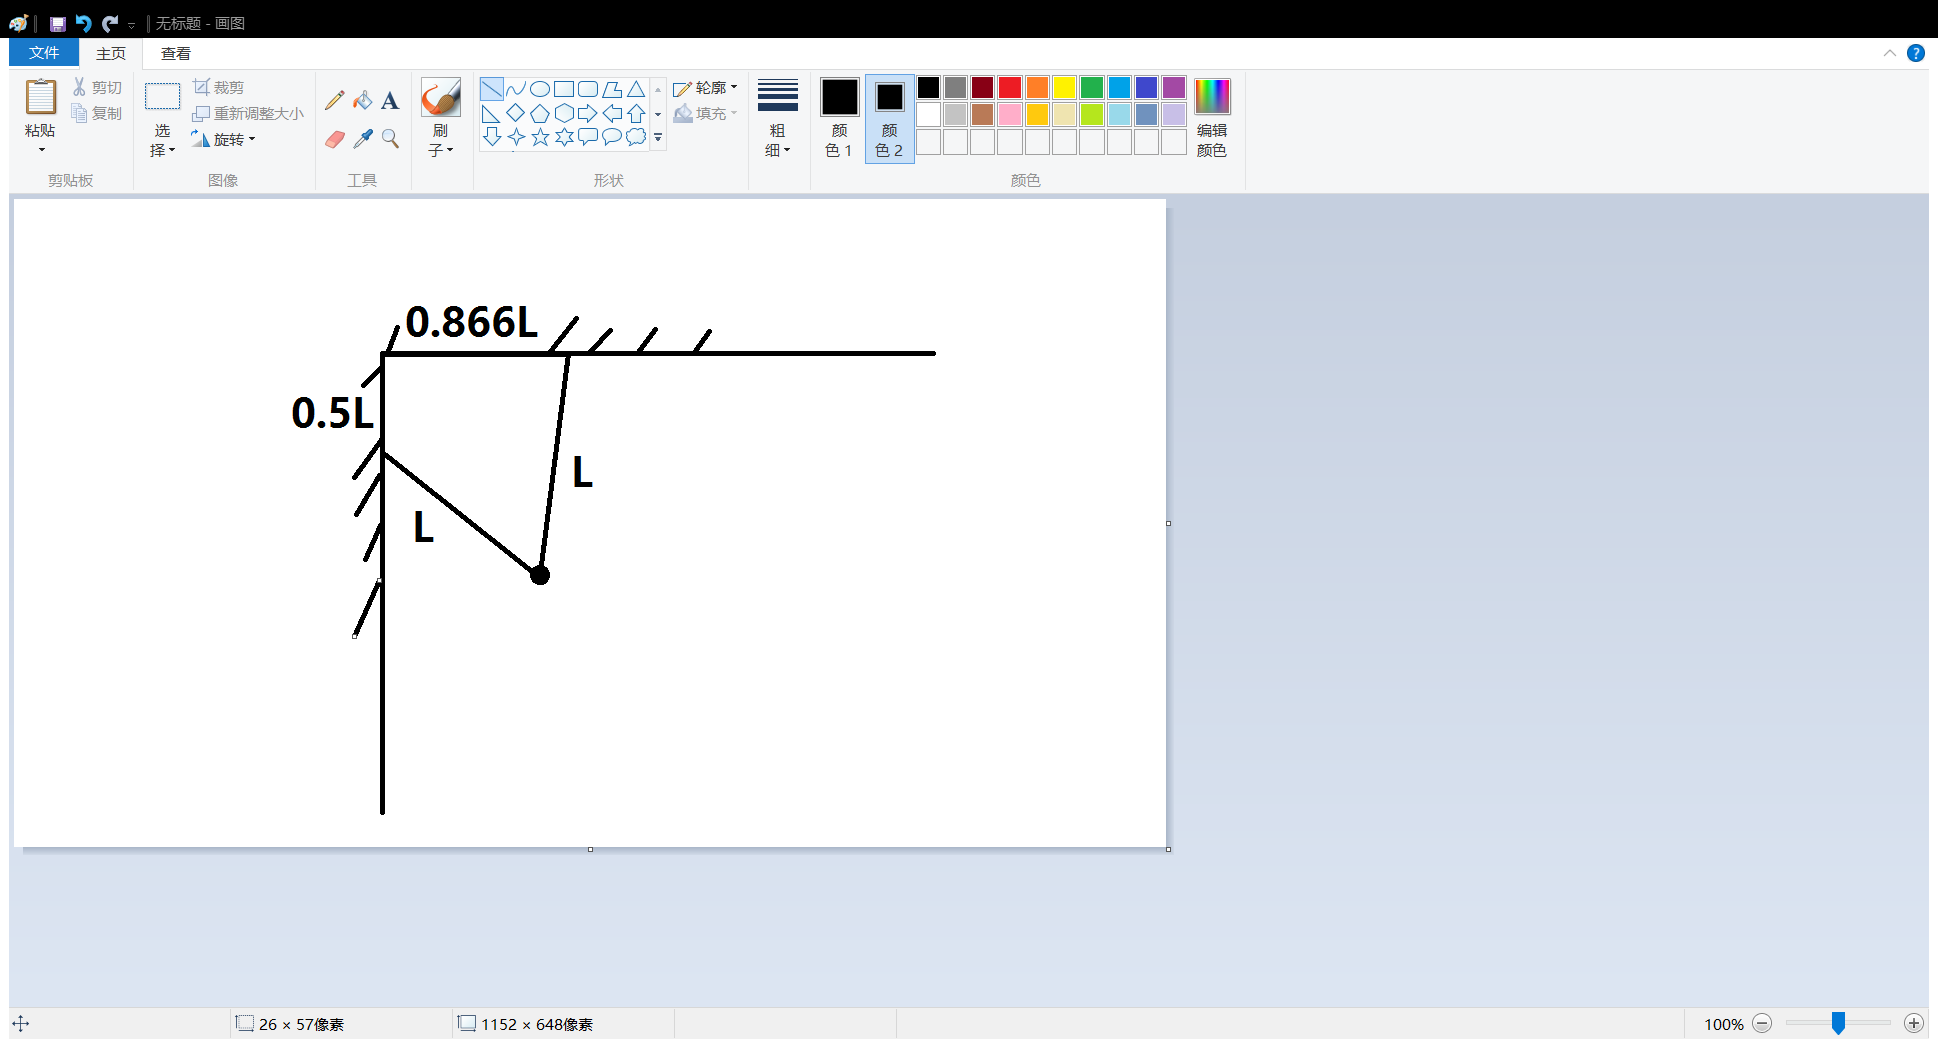 无标题 - 画图
文件 主页 查看
粘贴 剪切 复制 剪贴板
选择 裁剪 重新调整大小 旋转 图像
A
工具
刷子
轮廓 填充 形状
粗细
颜色 1 颜色 2 编辑颜色 颜色
?
0.866L
0.5L
L
L
26 × 57像素 1152 × 648像素 100%